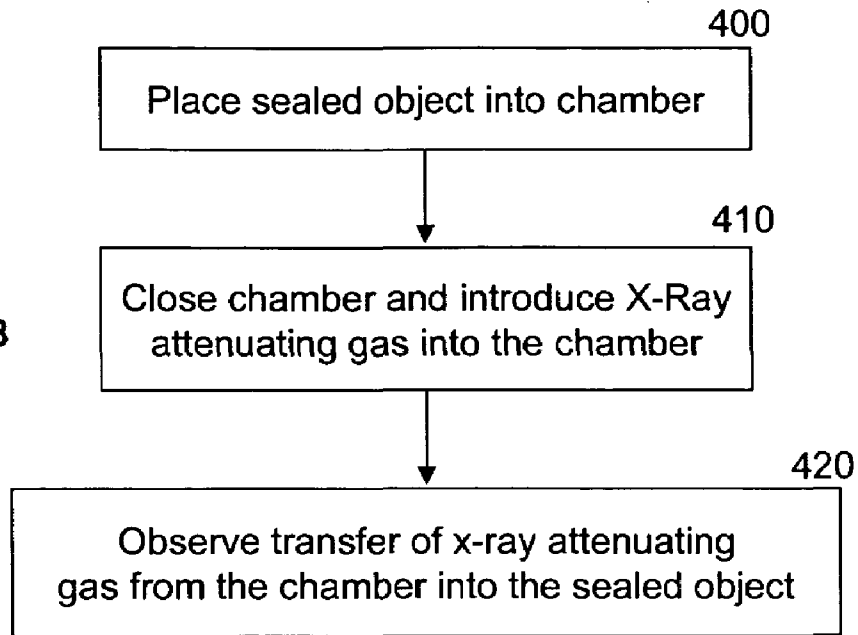 400
Place sealed object into chamber
410
Close chamber and introduce X-Ray
attenuating gas into the chamber
420
Observe transfer of x-ray attenuating
gas from the chamber into the sealed object